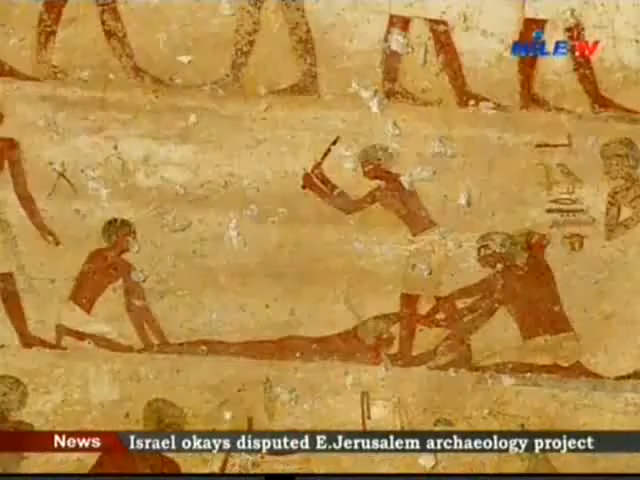 NILE TV
News Israel okays disputed E.Jerusalem archaeology project